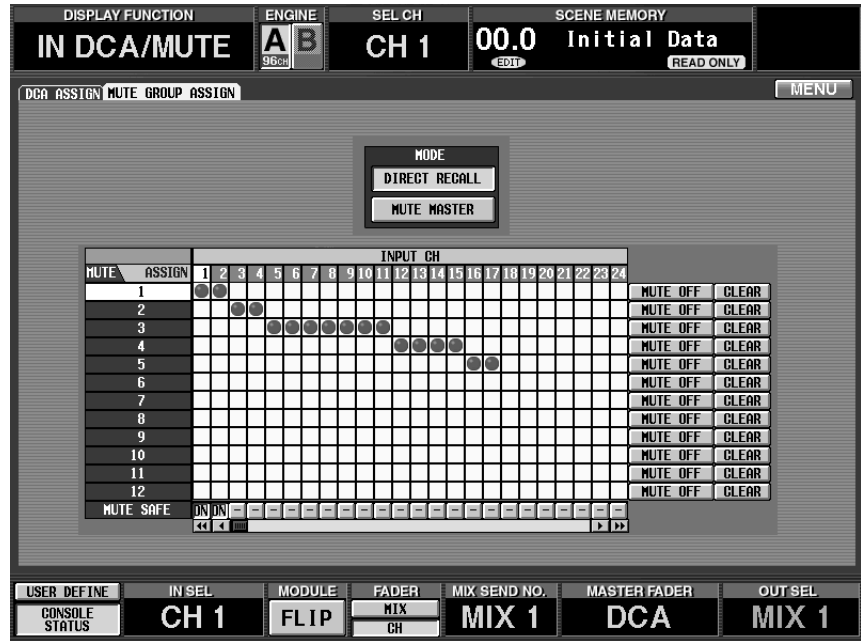 DISPLAY FUNCTION ENGINE SEL CH SCENE MEMORY
IN DCA/MUTE A B CH 1 00.0 Initial Data
96CH EDIT READ ONLY
DCA ASSIGN MUTE GROUP ASSIGN MENU
MODE
DIRECT RECALL
MUTE MASTER
INPUT CH
MUTE ASSIGN 1 2 3 4 5 6 7 8 9 10 11 12 13 14 15 16 17 18 19 20 21 22 23 24
1 MUTE OFF CLEAR
2 MUTE OFF CLEAR
3 MUTE OFF CLEAR
4 MUTE OFF CLEAR
5 MUTE OFF CLEAR
6 MUTE OFF CLEAR
7 MUTE OFF CLEAR
8 MUTE OFF CLEAR
9 MUTE OFF CLEAR
10 MUTE OFF CLEAR
11 MUTE OFF CLEAR
12 MUTE OFF CLEAR
MUTE SAFE ON ON - - - - - - - - - - - - - - - - - - - - - -
USER DEFINE IN SEL MODULE FADER MIX SEND NO. MASTER FADER OUT SEL
CONSOLE STATUS CH 1 FLIP MIX CH MIX 1 DCA MIX 1